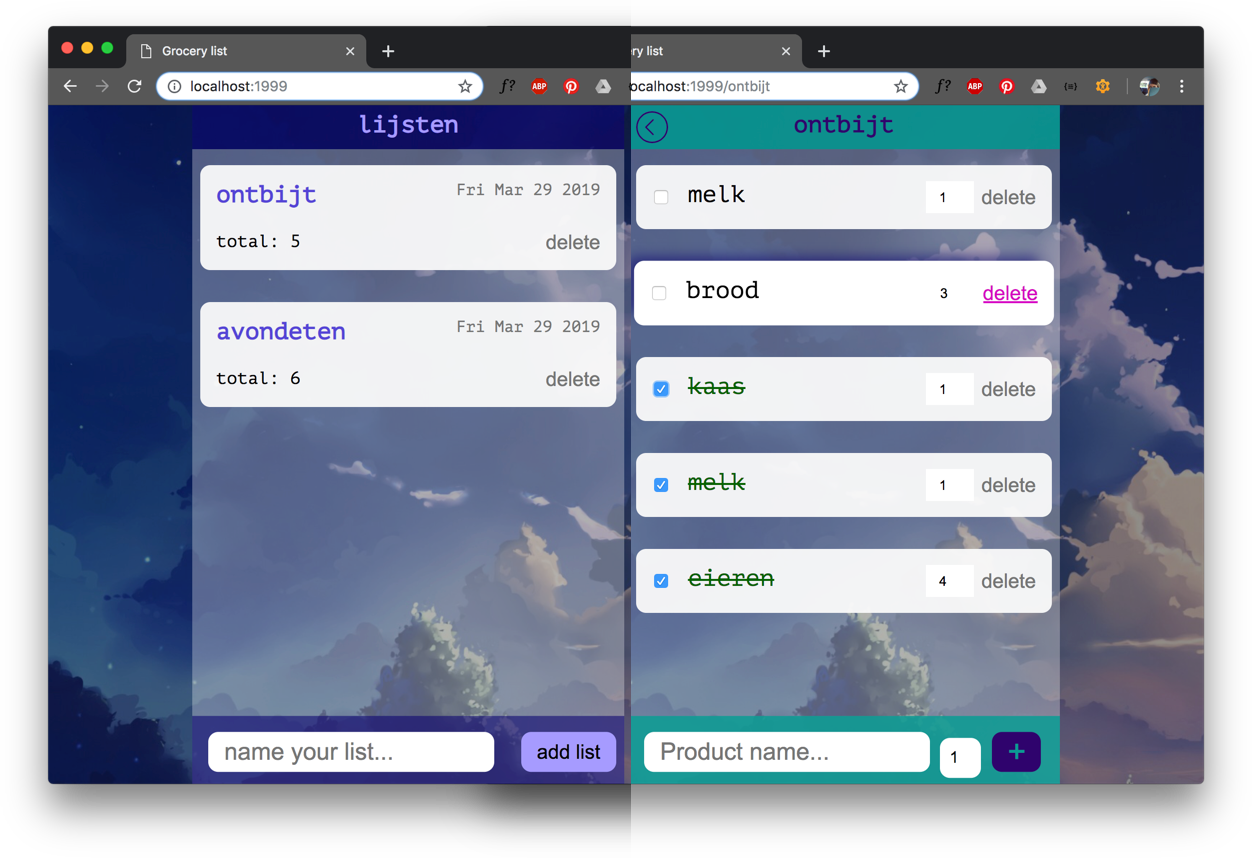 Grocery list
localhost:1999
f?
ABP
lijsten
ontbijt
Fri Mar 29 2019
total: 5
delete
avondeten
Fri Mar 29 2019
total: 6
delete
name your list...
add list
ry list
ocalhost:1999/ontbijt
f?
ABP
ontbijt
melk 1 delete
brood 3 delete
kaas 1 delete
melk 1 delete
eieren 4 delete
Product name... 1 +